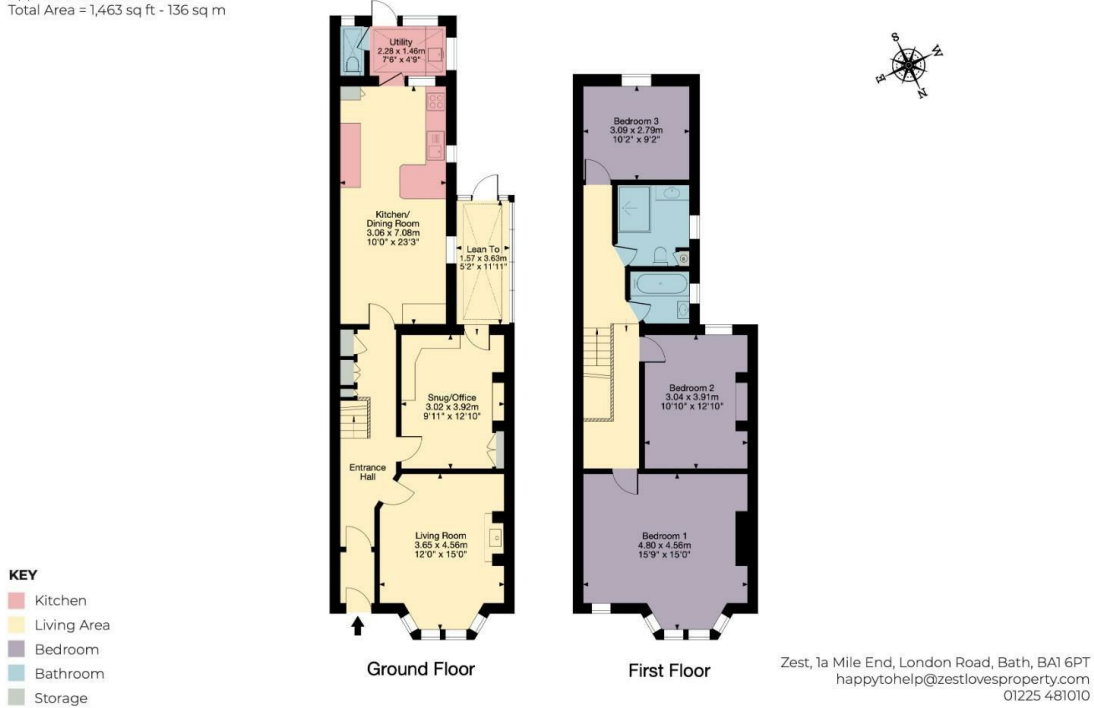 Total Area = 1,463 sq ft - 136 sq m
Utility
2.28 x 1.46m
7'6" x 4'9"
Kitchen/
Dining Room
3.06 x 7.08m
10'0" x 23'3"
Lean To
1.57 x 3.63m
5'2" x 11'11"
Snug/Office
3.02 x 3.92m
9'11" x 12'10"
Entrance
Hall
Living Room
3.65 x 4.56m
12'0" x 15'0"
Ground Floor
Bedroom 3
3.09 x 2.79m
10'2" x 9'2"
Bedroom 2
3.04 x 3.91m
10'10" x 12'10"
Bedroom 1
4.80 x 4.56m
15'9" x 15'0"
First Floor
S
W
E
N
KEY
Kitchen
Living Area
Bedroom
Bathroom
Storage
Zest, 1a Mile End, London Road, Bath, BA1 6PT
happytohelp@zestlovesproperty.com
01225 481010